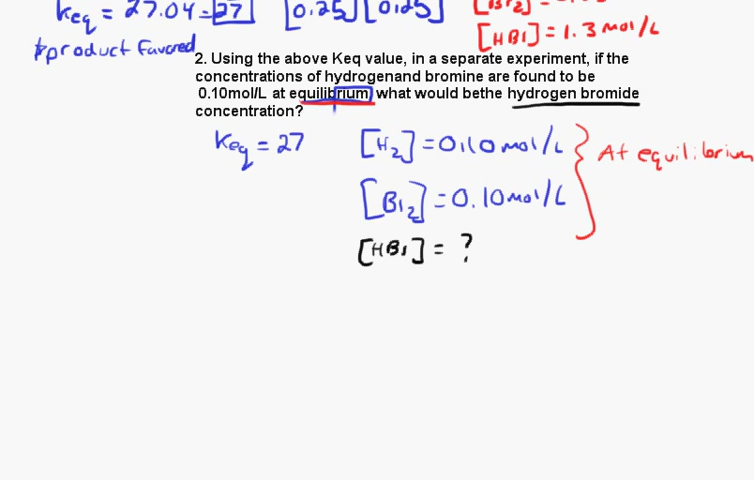 Keq = 27.04 = 27 [0.25][0.25]
[HBr] = 1.3 mol/L
product favored
2. Using the above Keq value, in a separate experiment, if the
concentrations of hydrogenand bromine are found to be
0.10mol/L at equilibrium, what would bethe hydrogen bromide
concentration?
Keq = 27 [H2] = 0.10 mol/L At equilibrium
[Br2] = 0.10 mol/L
[HBr] = ?